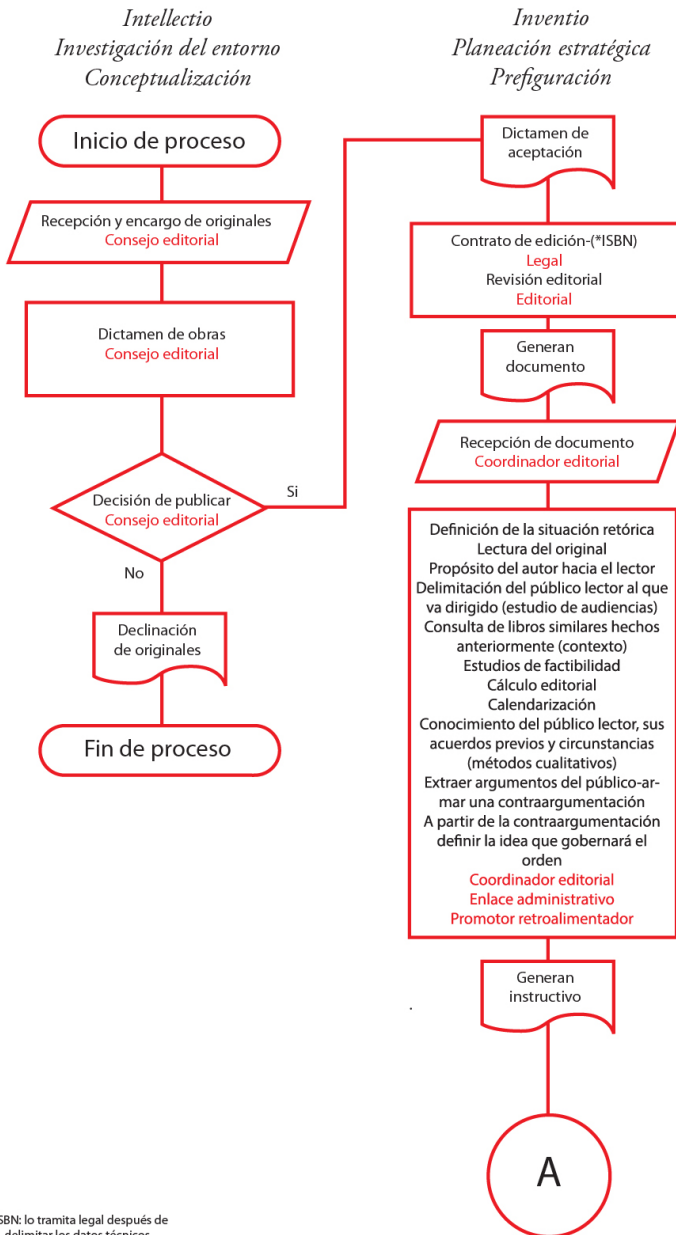 Intellectio
Investigación del entorno
Conceptualización
Inicio de proceso
Recepción y encargo de originales
Consejo editorial
Dictamen de obras
Consejo editorial
Decisión de publicar
Consejo editorial
Si
No
Declinación
de originales
Fin de proceso
Inventio
Planeación estratégica
Prefiguración
Dictamen de
aceptación
Contrato de edición-(*ISBN)
Legal
Revisión editorial
Editorial
Generan
documento
Recepción de documento
Coordinador editorial
Definición de la situación retórica
Lectura del original
Propósito del autor hacia el lector
Delimitación del público lector al que
va dirigido (estudio de audiencias)
Consulta de libros similares hechos
anteriormente (contexto)
Estudios de factibilidad
Cálculo editorial
Calendarización
Conocimiento del público lector, sus
acuerdos previos y circunstancias
(métodos cualitativos)
Extraer argumentos del público-ar-
mar una contraargumentación
A partir de la contraargumentación
definir la idea que gobernará el
orden
Coordinador editorial
Enlace administrativo
Promotor retroalimentador
Generan
instructivo
A
SBN: lo tramita legal después de
delimitar los datos técnicos